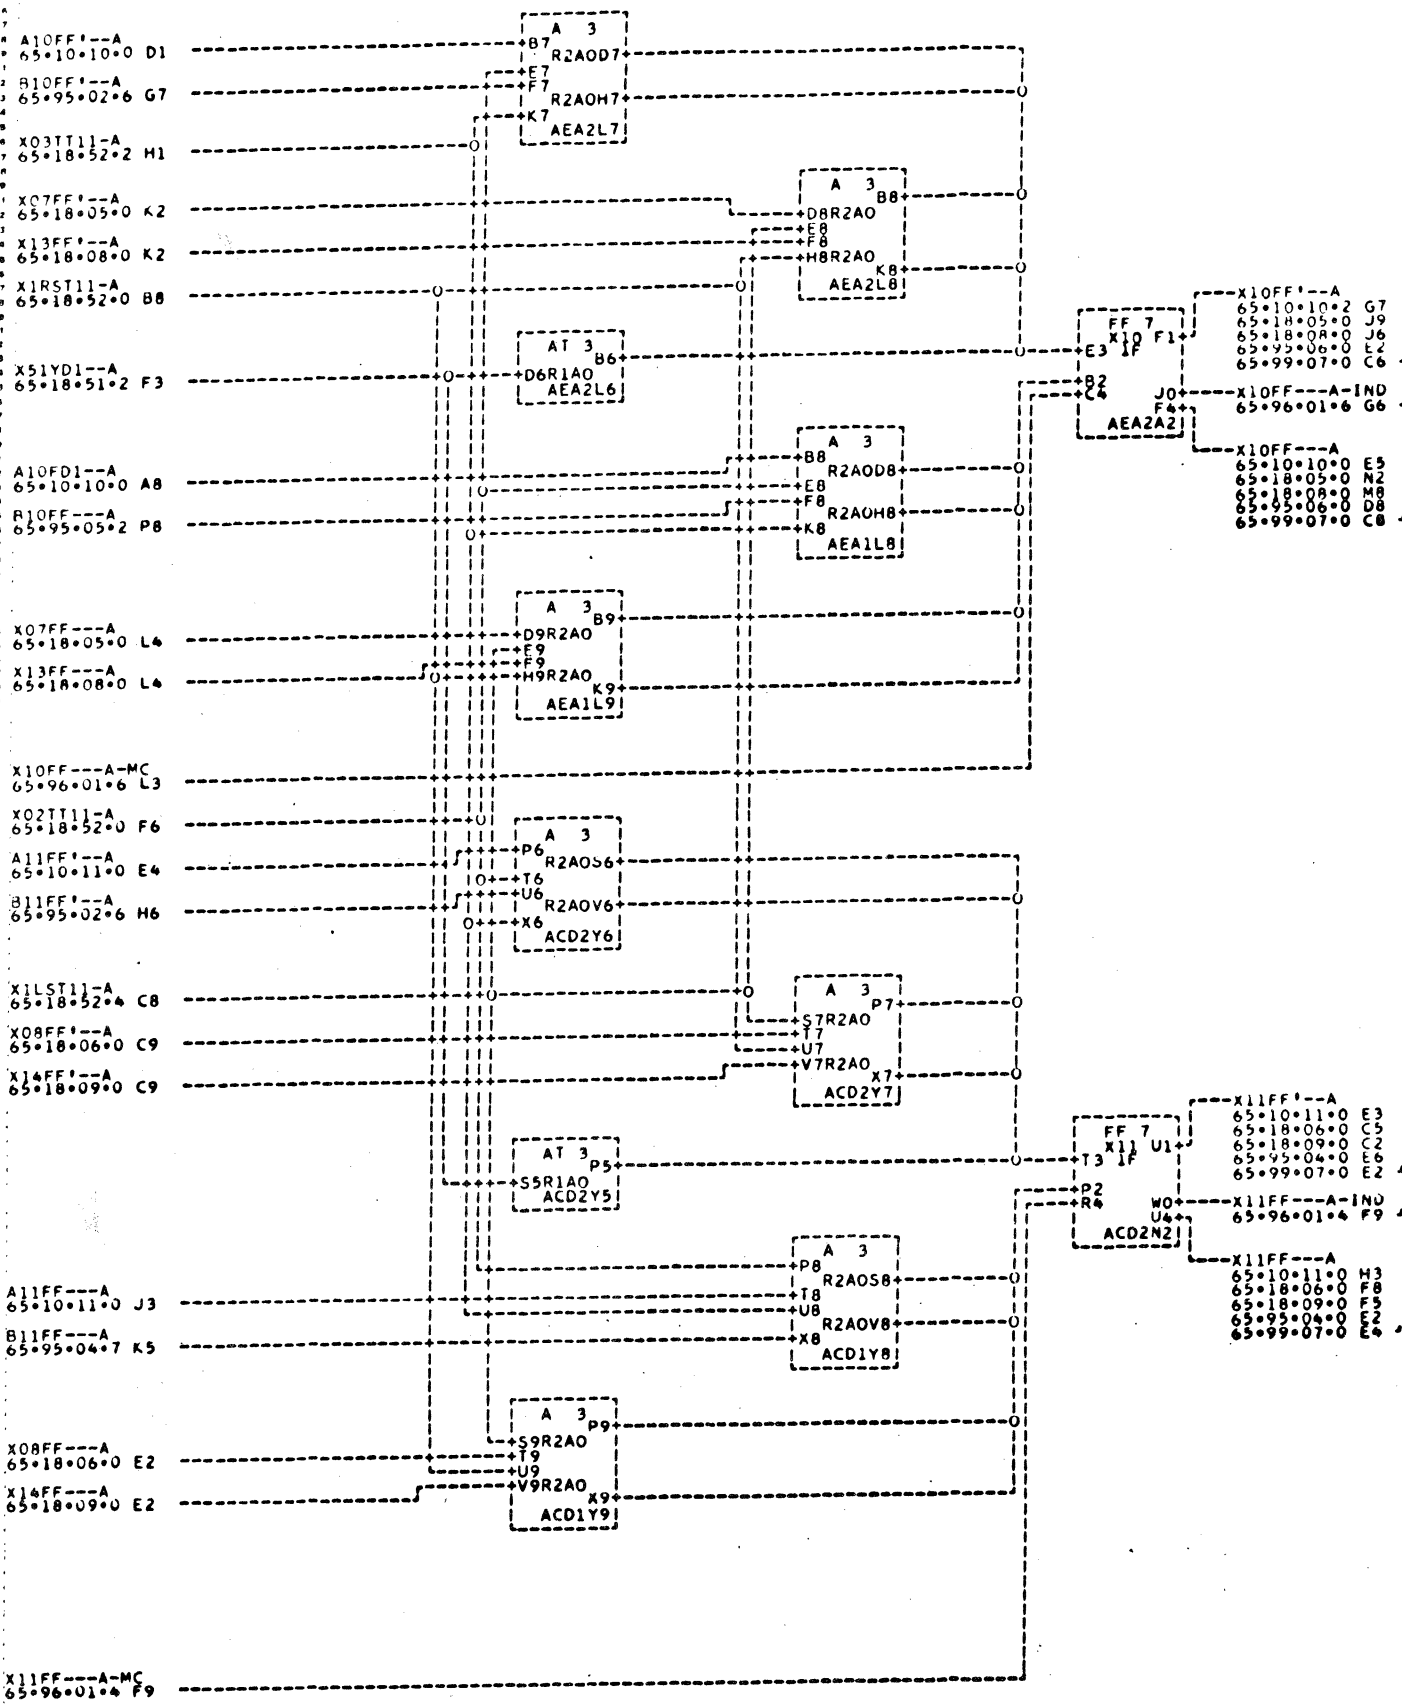 A10FF'--A
65•10•10•0 D1
B10FF'--A
65•95•02•6 G7
X03TT11-A
65•18•52•2 H1
X07FF'--A
65•18•05•0 K2
X13FF'--A
65•18•08•0 K2
X1RST11-A
65•18•52•0 B8
X51YD1--A
65•18•51•2 F3
A10FD1--A
65•10•10•0 A8
B10FF---A
65•95•05•2 P8
X07FF---A
65•18•05•0 L4
X13FF---A
65•18•08•0 L4
X10FF---A-MC
65•96•01•6 L3
X02TT11-A
65•18•52•0 F6
A11FF'--A
65•10•11•0 E4
B11FF'--A
65•95•02•6 H6
X1LST11-A
65•18•52•4 C8
X08FF'--A
65•18•06•0 C9
X14FF'--A
65•18•09•0 C9
A11FF---A
65•10•11•0 J3
B11FF---A
65•95•04•7 K5
X08FF---A
65•18•06•0 E2
X14FF---A
65•18•09•0 E2
X11FF---A-MC
65•96•01•4 F9
A 3
B7
R2AOD7
E7
F7
R2AOH7
K7
AEA2L7
A 3
B8
D8R2AO
E8
F8
H8R2AO
K8
AEA2L8
AT 3
B6
D6R1AO
AEA2L6
A 3
B8
R2AOD8
E8
F8
R2AOH8
K8
AEA1L8
A 3
B9
D9R2AO
E9
F9
H9R2AO
K9
AEA1L9
A 3
P6
R2AOS6
T6
U6
R2AOV6
X6
ACD2Y6
A 3
P7
S7R2AO
T7
U7
V7R2AO
X7
ACD2Y7
AT 3
P5
S5R1AO
ACD2Y5
A 3
P8
R2AOS8
T8
U8
R2AOV8
X8
ACD1Y8
A 3
P9
S9R2AO
T9
U9
V9R2AO
X9
ACD1Y9
FF 7
X10 F1
E3 IF
B2
C4 J0
F4
AEA2A2
X10FF'--A
65•10•10•2 G7
65•18•05•0 J9
65•18•08•0 J6
65•95•06•0 E2
65•99•07•0 C6
X10FF---A-IND
65•96•01•6 G6
X10FF---A
65•10•10•0 E5
65•18•05•0 N2
65•18•08•0 M8
65•95•06•0 D8
65•99•07•0 C8
FF 7
X11 U1
T3 IF
P2
R4 W0
U4
ACD2N2
X11FF'--A
65•10•11•0 E3
65•18•06•0 C5
65•18•09•0 C2
65•95•04•0 E6
65•99•07•0 E2
X11FF---A-IND
65•96•01•4 F9
X11FF---A
65•10•11•0 H3
65•18•06•0 F8
65•18•09•0 F5
65•95•04•0 E2
65•99•07•0 E4